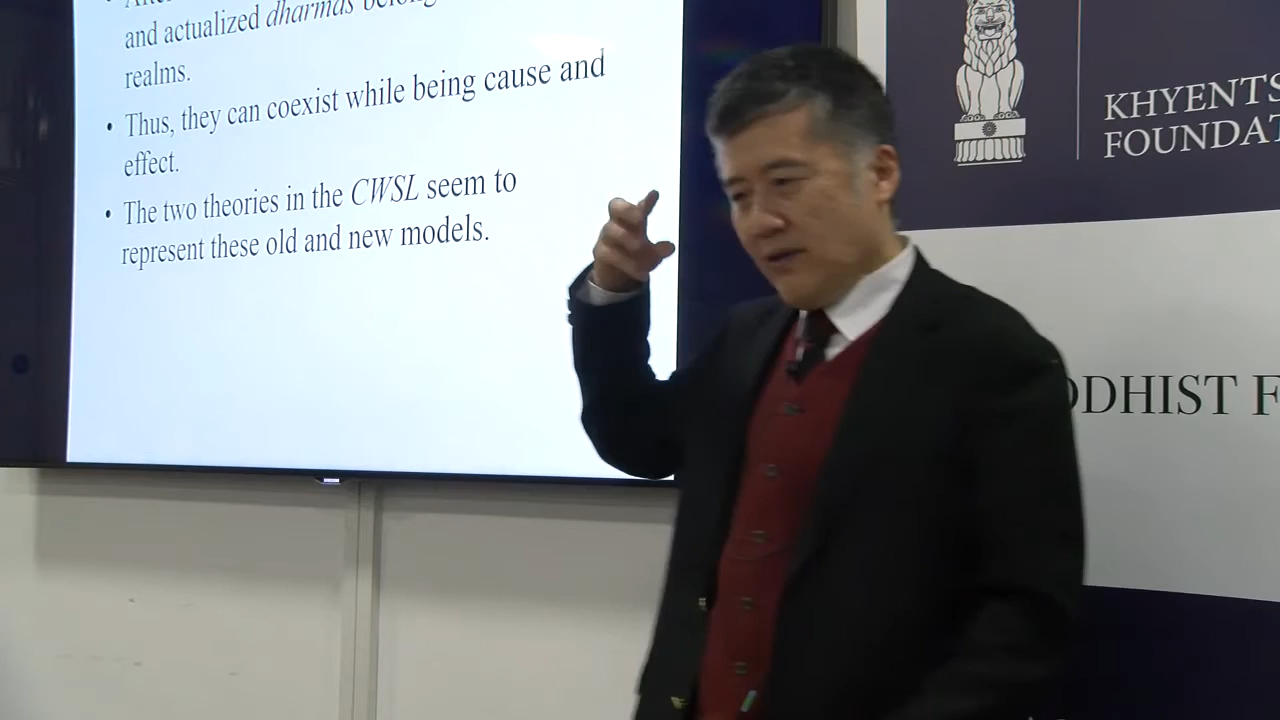 and actualized dharmas
realms.
• Thus, they can coexist while being cause and
effect.
• The two theories in the CWSL seem to
represent these old and new models.
KHYENTS
FOUNDAT
DDHIST F